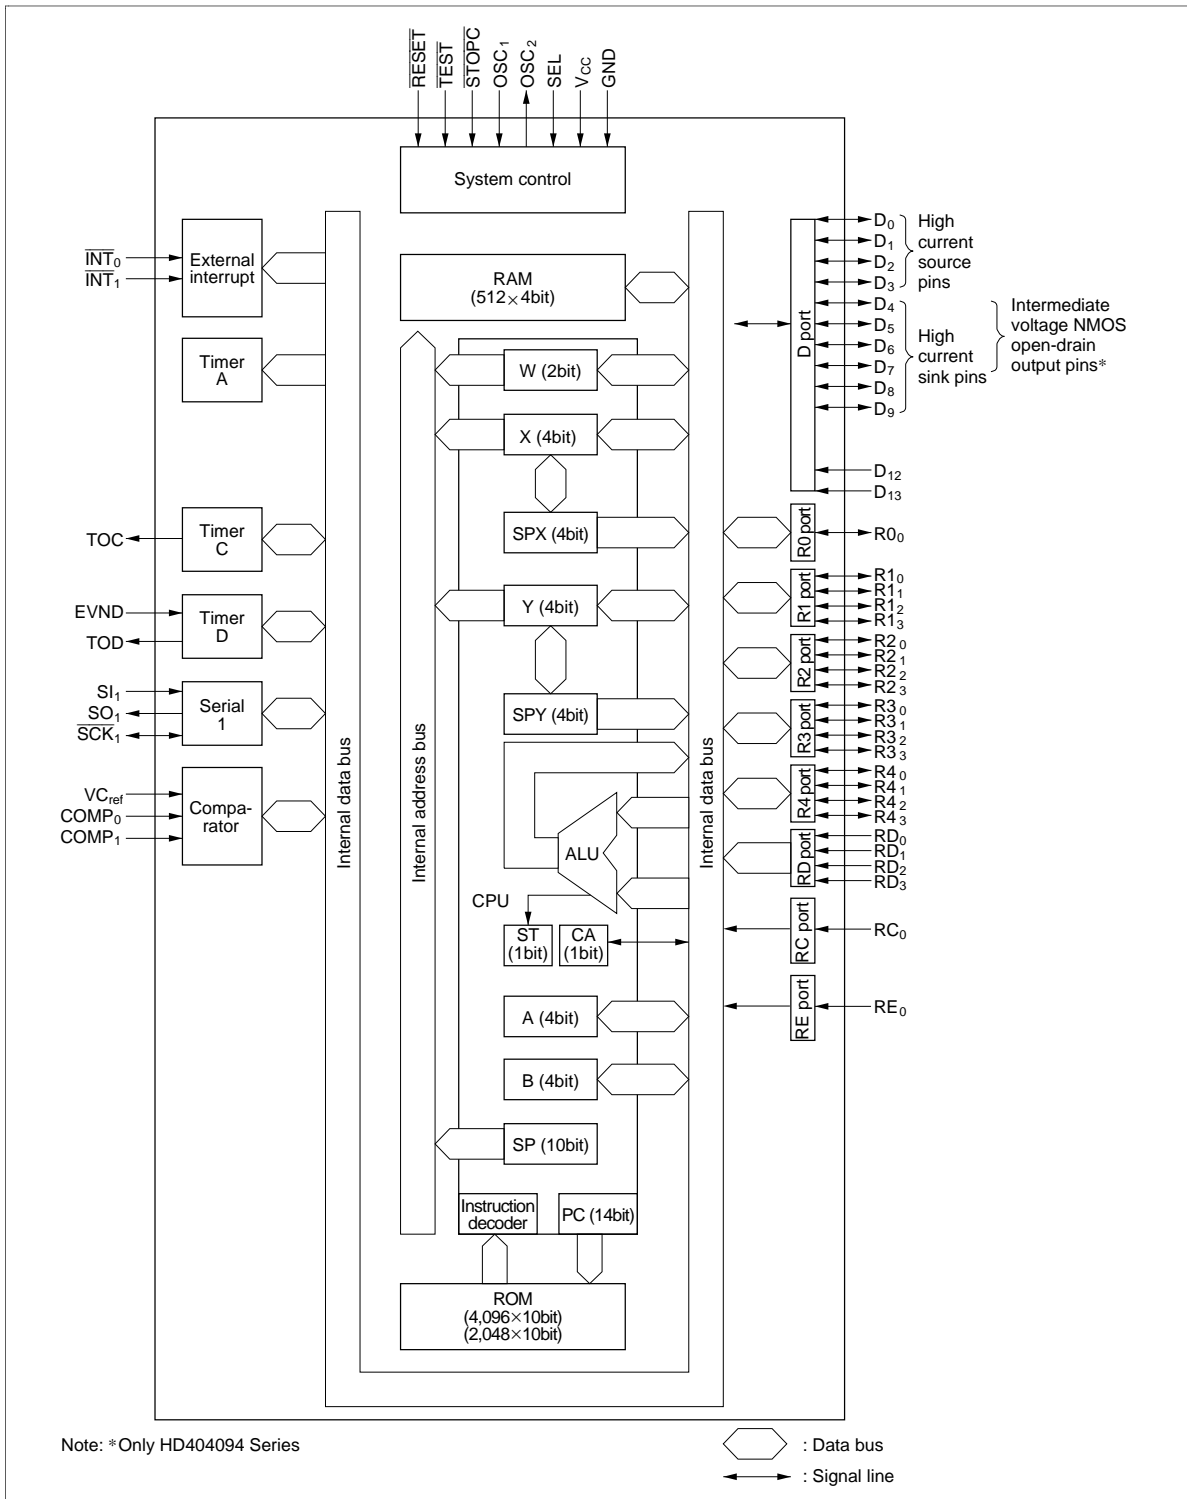 RESET
TEST
STOPC
OSC1
OSC2
SEL
VCC
GND
System control
INT0
INT1
External
interrupt
Timer
A
TOC
Timer
C
EVND
TOD
Timer
D
SI1
SO1
SCK1
Serial
1
VCref
COMP0
COMP1
Compa-
rator
Internal data bus
Internal address bus
RAM
(512×4bit)
W (2bit)
X (4bit)
SPX (4bit)
Y (4bit)
SPY (4bit)
ALU
CPU
ST
(1bit)
CA
(1bit)
A (4bit)
B (4bit)
SP (10bit)
Instruction
decoder
PC (14bit)
ROM
(4,096×10bit)
(2,048×10bit)
Internal data bus
D port
D0
D1
D2
D3
High
current
source
pins
D4
D5
D6
D7
D8
D9
High
current
sink pins
Intermediate
voltage NMOS
open-drain
output pins*
D12
D13
R0 port
R00
R1 port
R10
R11
R12
R13
R2 port
R20
R21
R22
R23
R3 port
R30
R31
R32
R33
R4 port
R40
R41
R42
R43
RD port
RD0
RD1
RD2
RD3
RC port
RC0
RE port
RE0
Note: *Only HD404094 Series
: Data bus
: Signal line